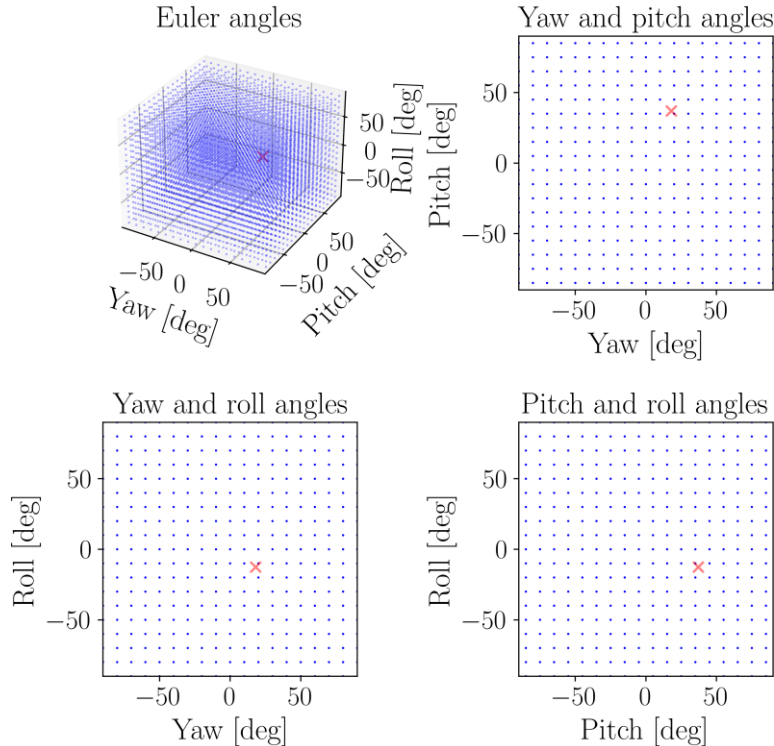 Euler angles
50
0
−50
Roll [deg]
−50
0
50
Yaw [deg]
−50
0
50
Pitch [deg]
Yaw and pitch angles
50
0
−50
Pitch [deg]
−50 0 50
Yaw [deg]
Yaw and roll angles
50
0
−50
Roll [deg]
−50 0 50
Yaw [deg]
Pitch and roll angles
50
0
−50
Roll [deg]
−50 0 50
Pitch [deg]